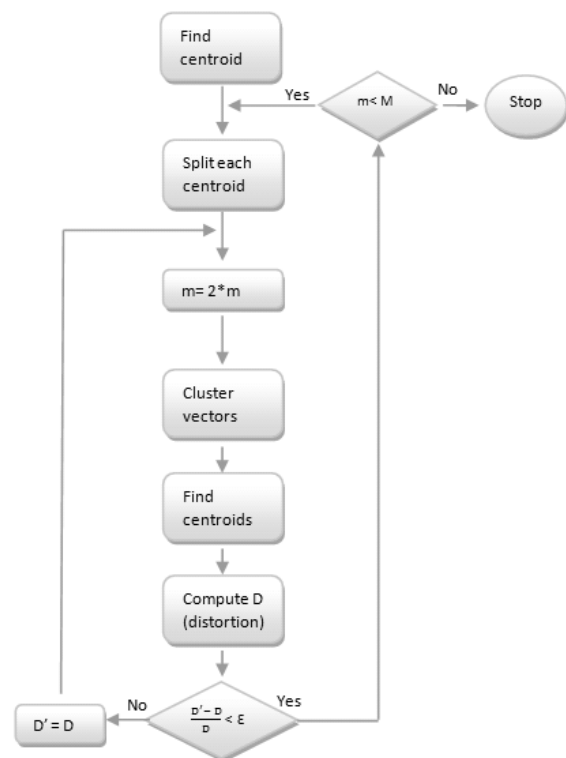 Find
centroid
Yes
m< M
No
Stop
Split each
centroid
m= 2*m
Cluster
vectors
Find
centroids
Compute D
(distortion)
No
D' − D
D
< ε
Yes
D' = D